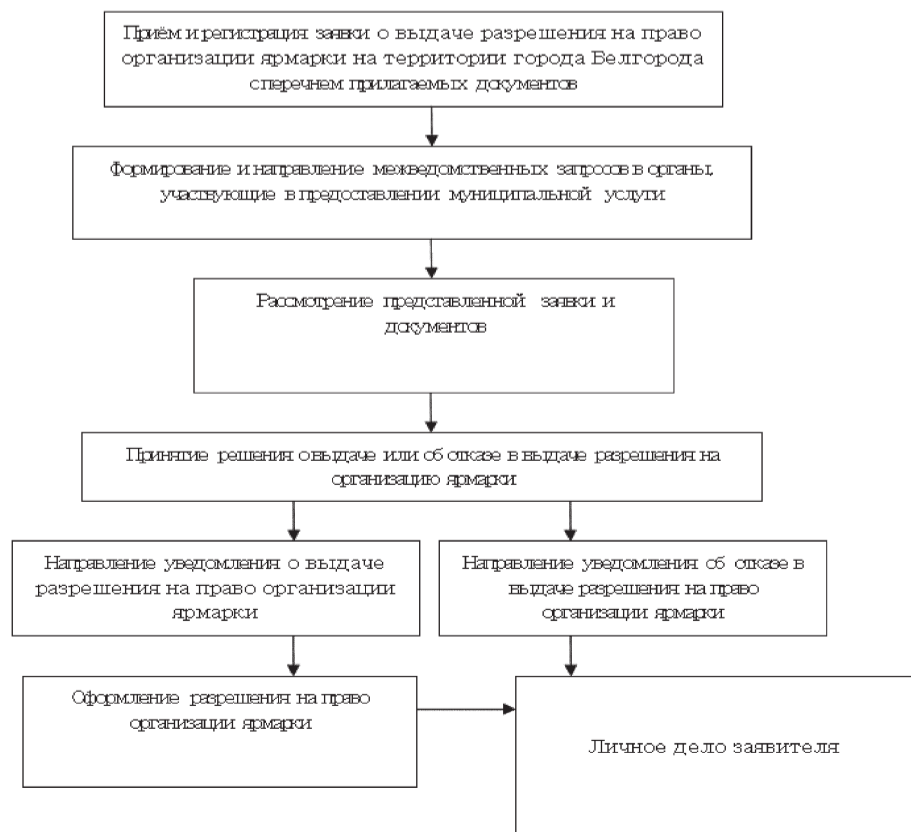 Приём и регистрация заявки о выдаче разрешения на право
организации ярмарки на территории города Белгорода
с перечнем прилагаемых документов
Формирование и направление межведомственных запросов в органы,
участвующие в предоставлении муниципальной услуги
Рассмотрение представленной заявки и
документов
Принятие решения о выдаче или об отказе в выдаче разрешения на
организацию ярмарки
Направление уведомления о выдаче
разрешения на право организации
ярмарки
Направление уведомления об отказе в
выдаче разрешения на право
организации ярмарки
Оформление разрешения на право
организации ярмарки
Личное дело заявителя